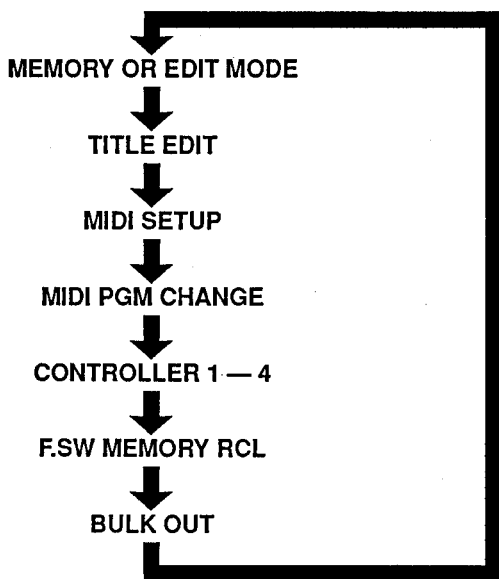 MEMORY OR EDIT MODE
TITLE EDIT
MIDI SETUP
MIDI PGM CHANGE
CONTROLLER 1 — 4
F.SW MEMORY RCL
BULK OUT